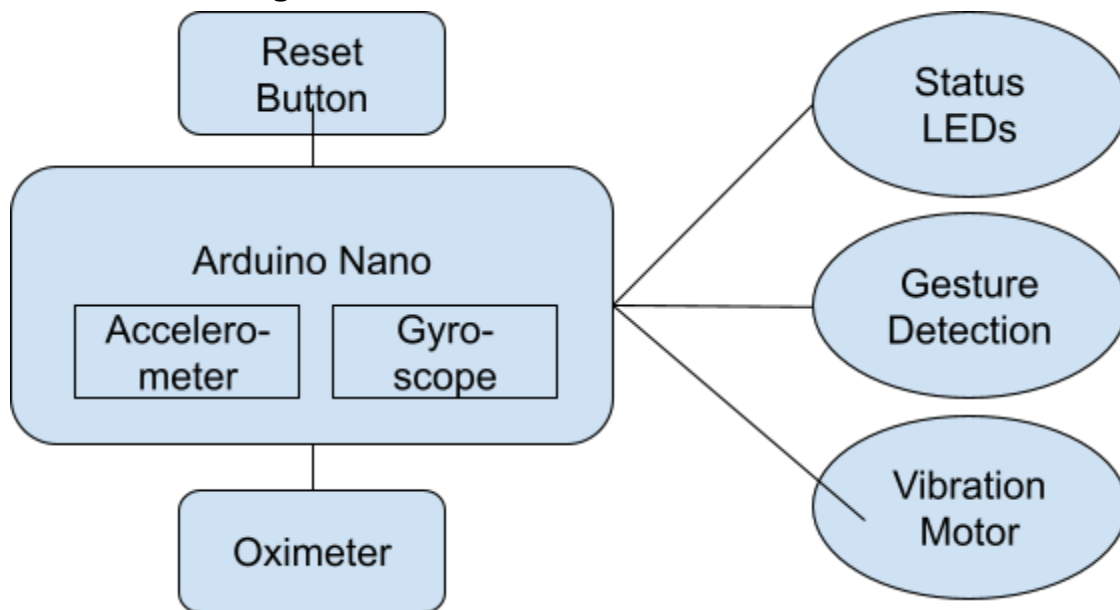 Reset
Button
Status
LEDs
Arduino Nano
Accelero-
meter
Gyro-
scope
Gesture
Detection
Oximeter
Vibration
Motor